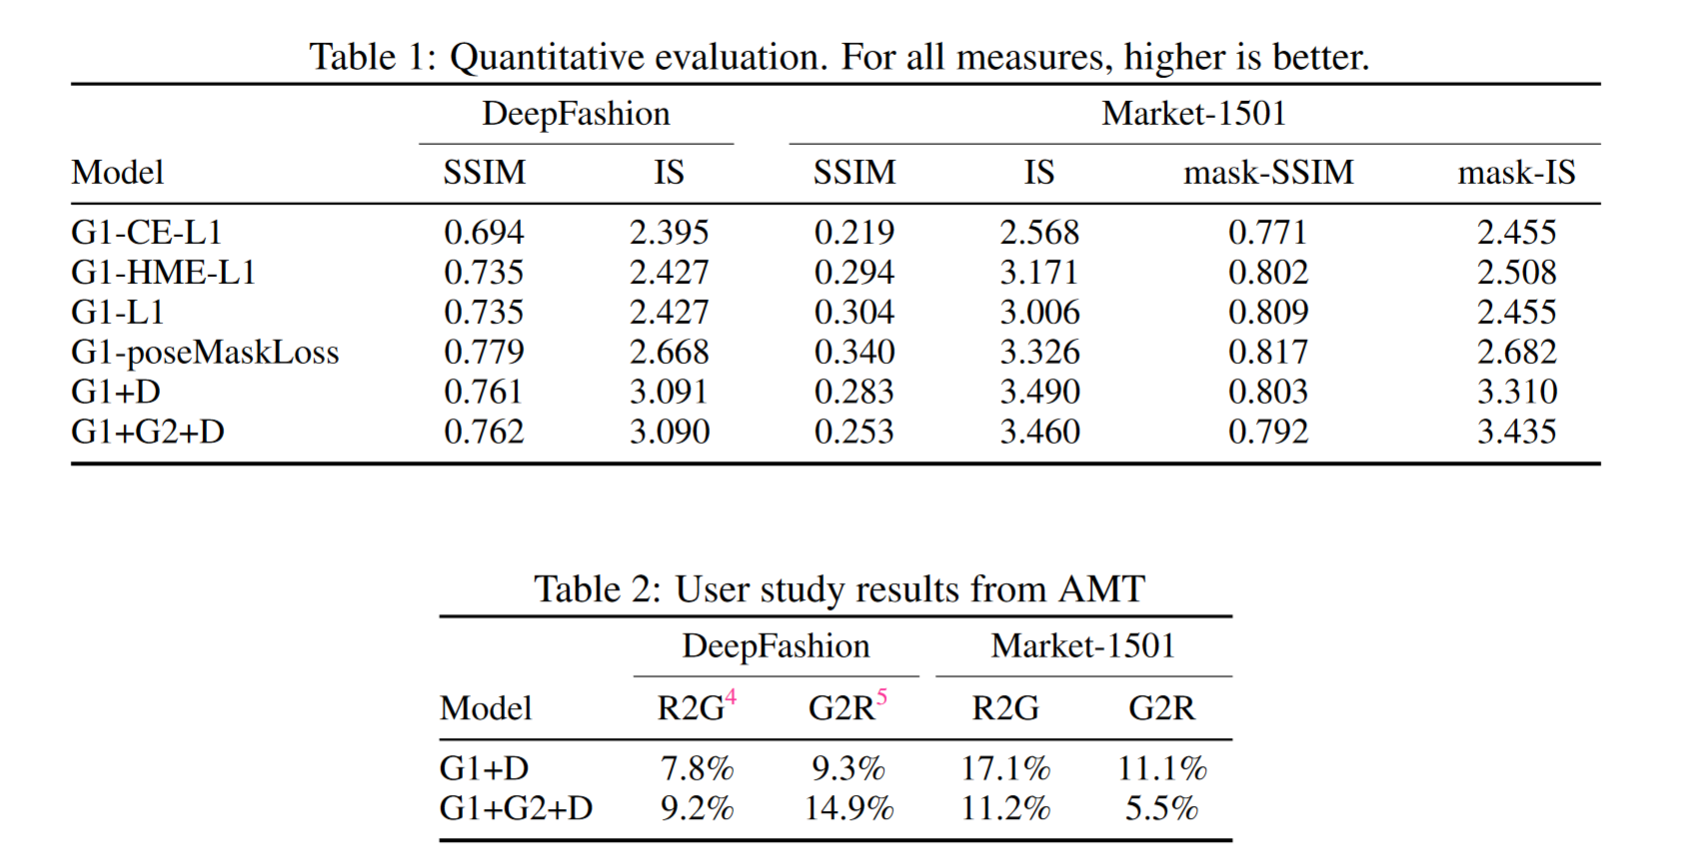 Table 1: Quantitative evaluation. For all measures, higher is better.
DeepFashion Market-1501
Model SSIM IS SSIM IS mask-SSIM mask-IS
G1-CE-L1 0.694 2.395 0.219 2.568 0.771 2.455
G1-HME-L1 0.735 2.427 0.294 3.171 0.802 2.508
G1-L1 0.735 2.427 0.304 3.006 0.809 2.455
G1-poseMaskLoss 0.779 2.668 0.340 3.326 0.817 2.682
G1+D 0.761 3.091 0.283 3.490 0.803 3.310
G1+G2+D 0.762 3.090 0.253 3.460 0.792 3.435
Table 2: User study results from AMT
DeepFashion Market-1501
Model R2G4 G2R5 R2G G2R
G1+D 7.8% 9.3% 17.1% 11.1%
G1+G2+D 9.2% 14.9% 11.2% 5.5%